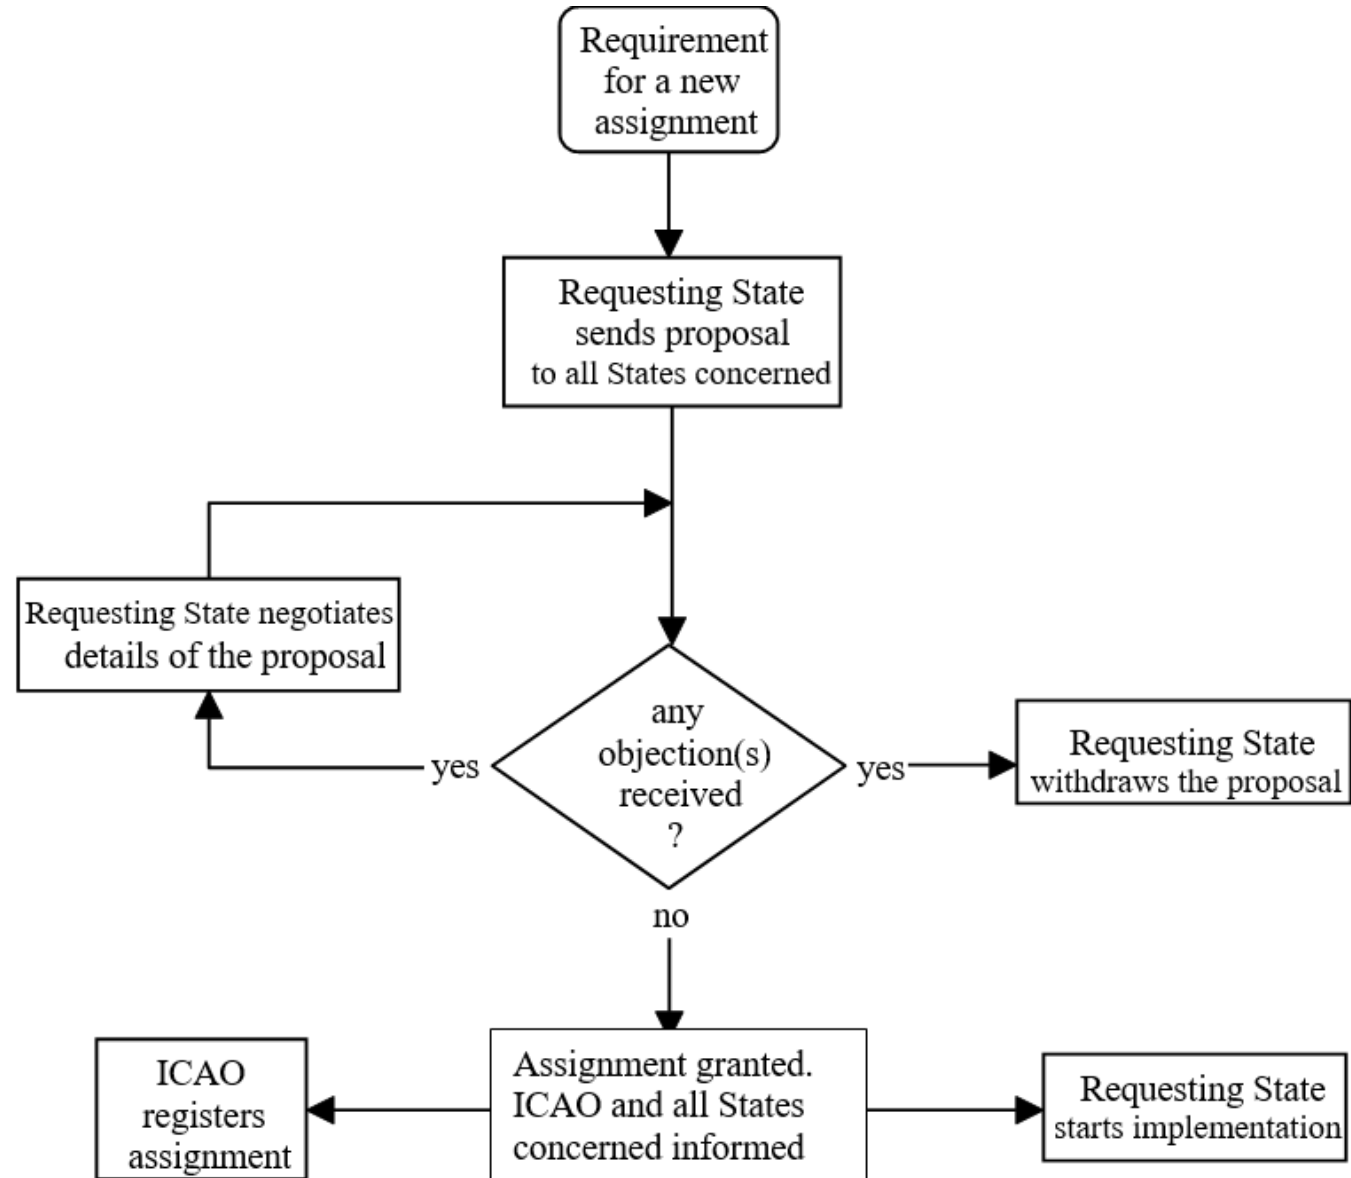 Requirement
for a new
assignment
Requesting State
sends proposal
to all States concerned
Requesting State negotiates
details of the proposal
any
objection(s)
received
?
yes
yes
Requesting State
withdraws the proposal
no
ICAO
registers
assignment
Assignment granted.
ICAO and all States
concerned informed
Requesting State
starts implementation